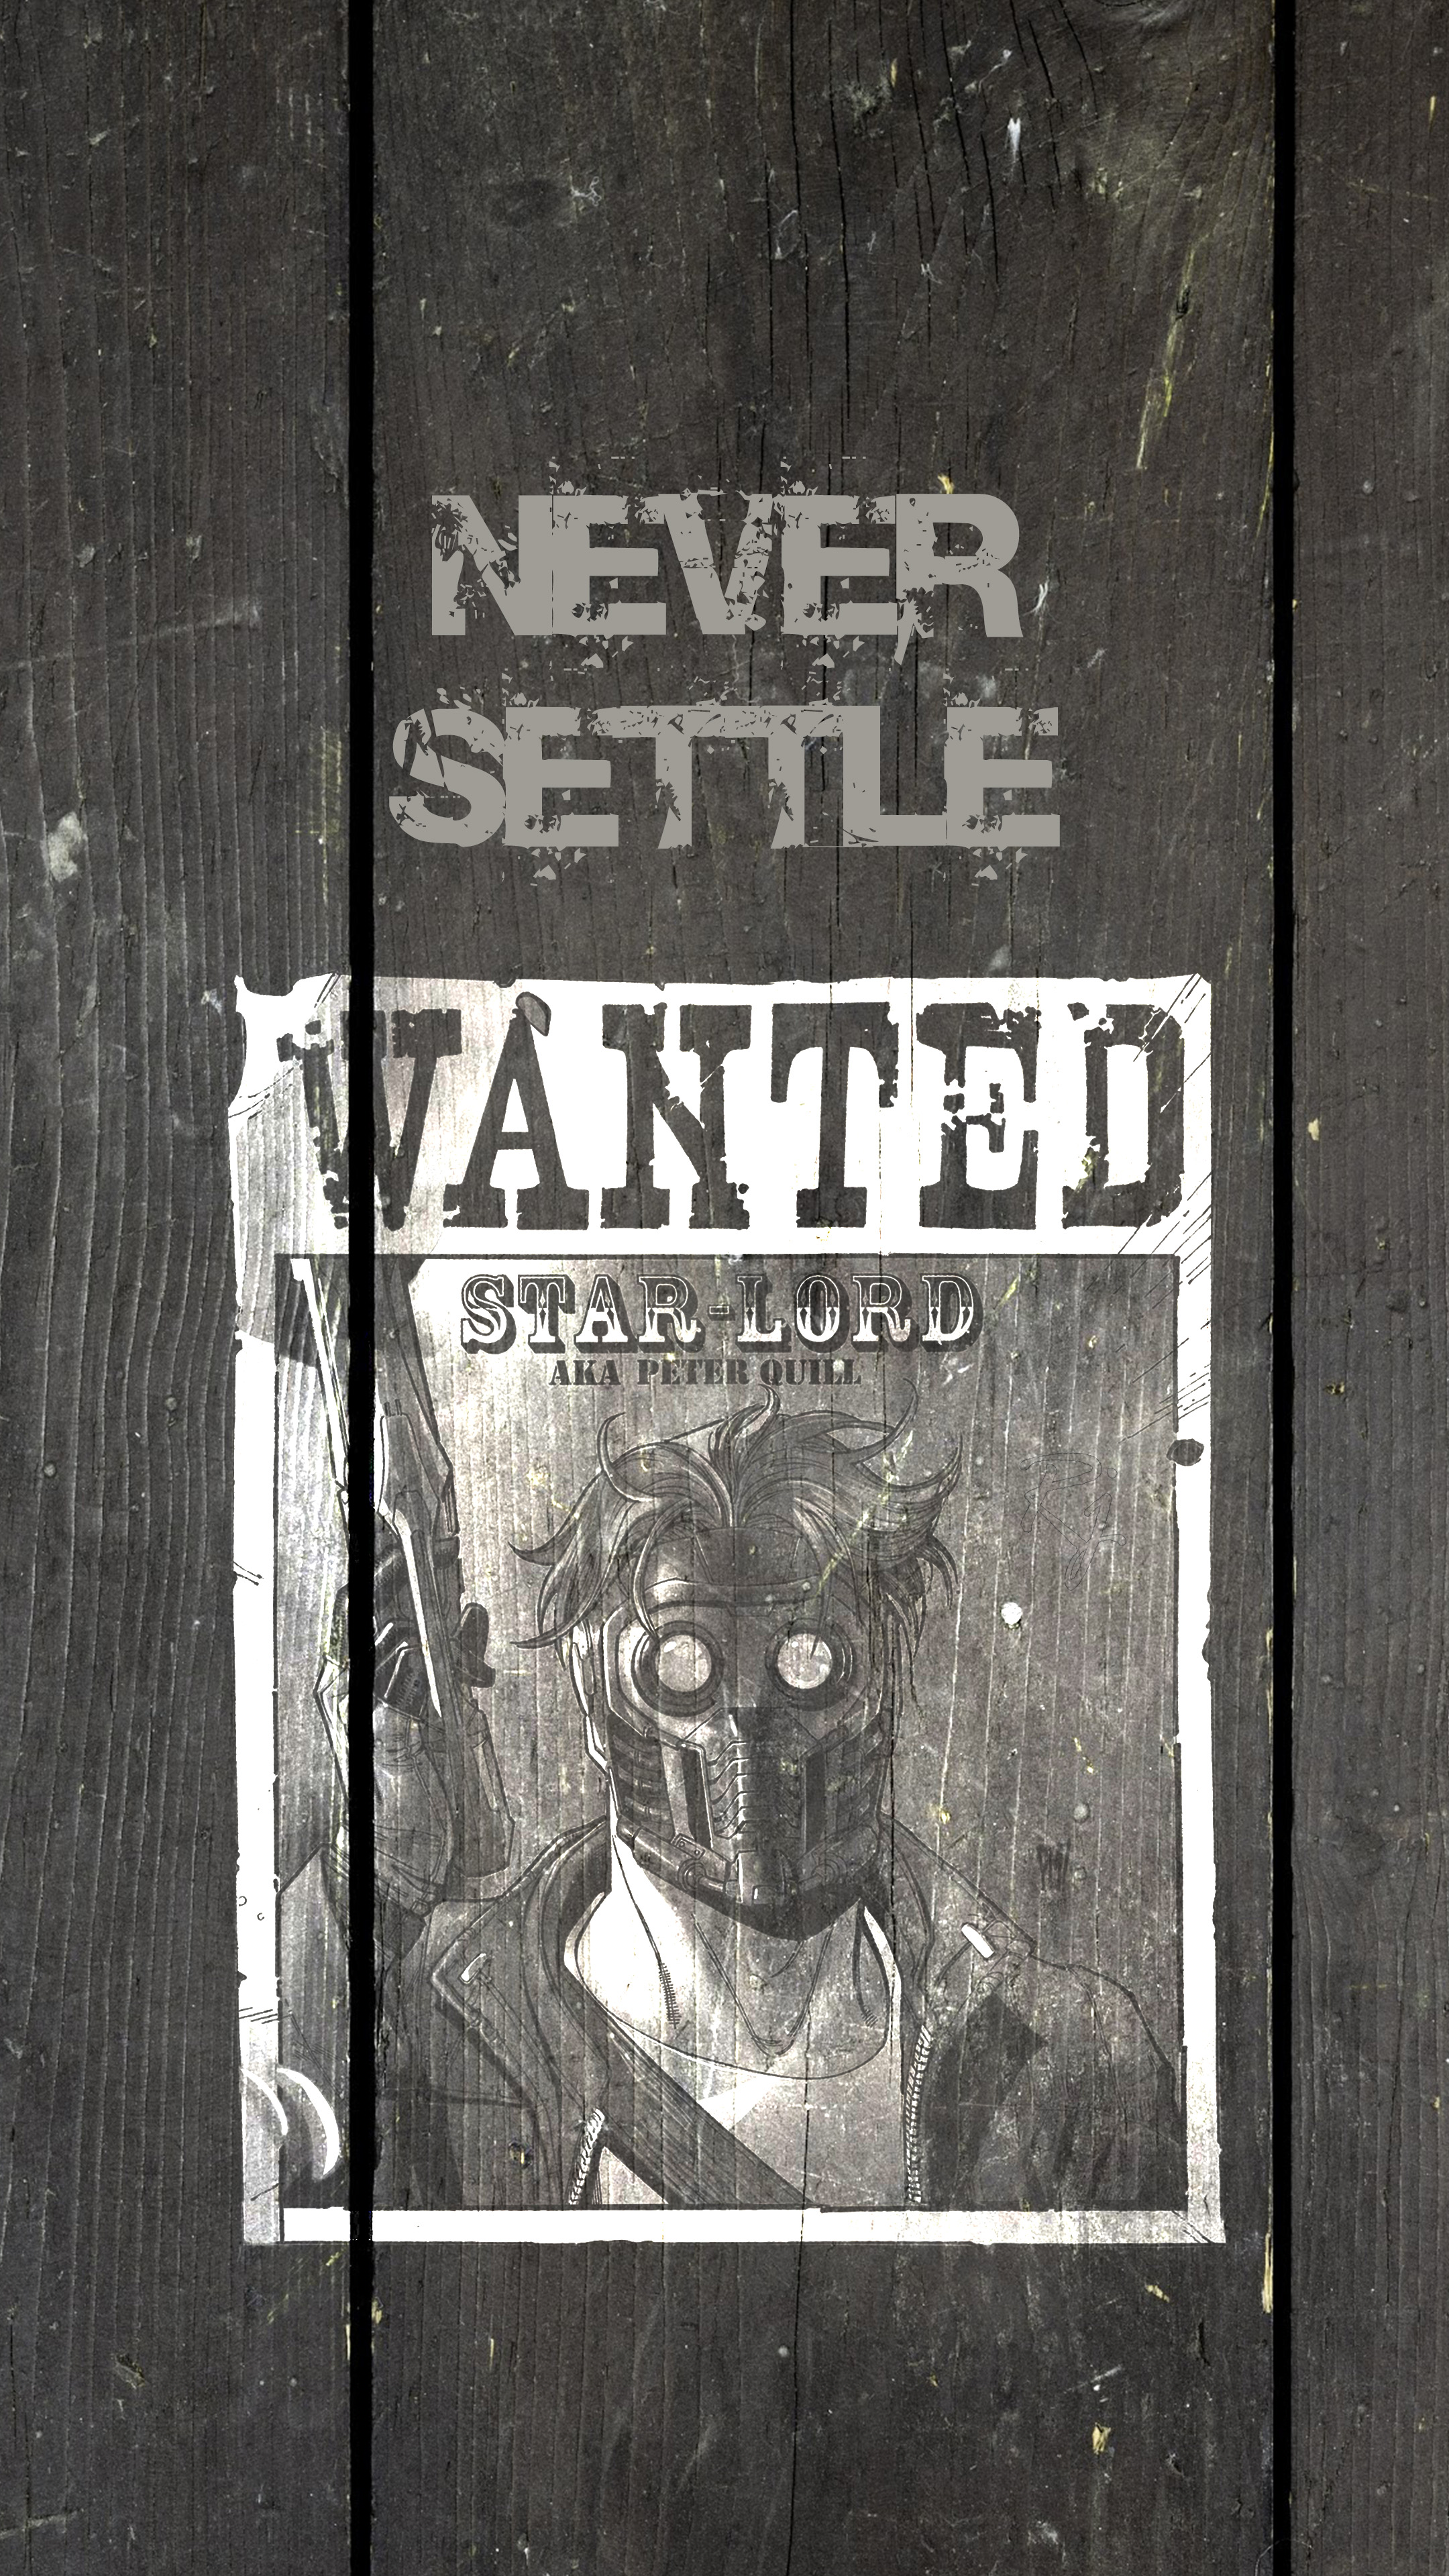 NEVER
SETTLE
WANTED
STAR-LORD
AKA PETER QUILL